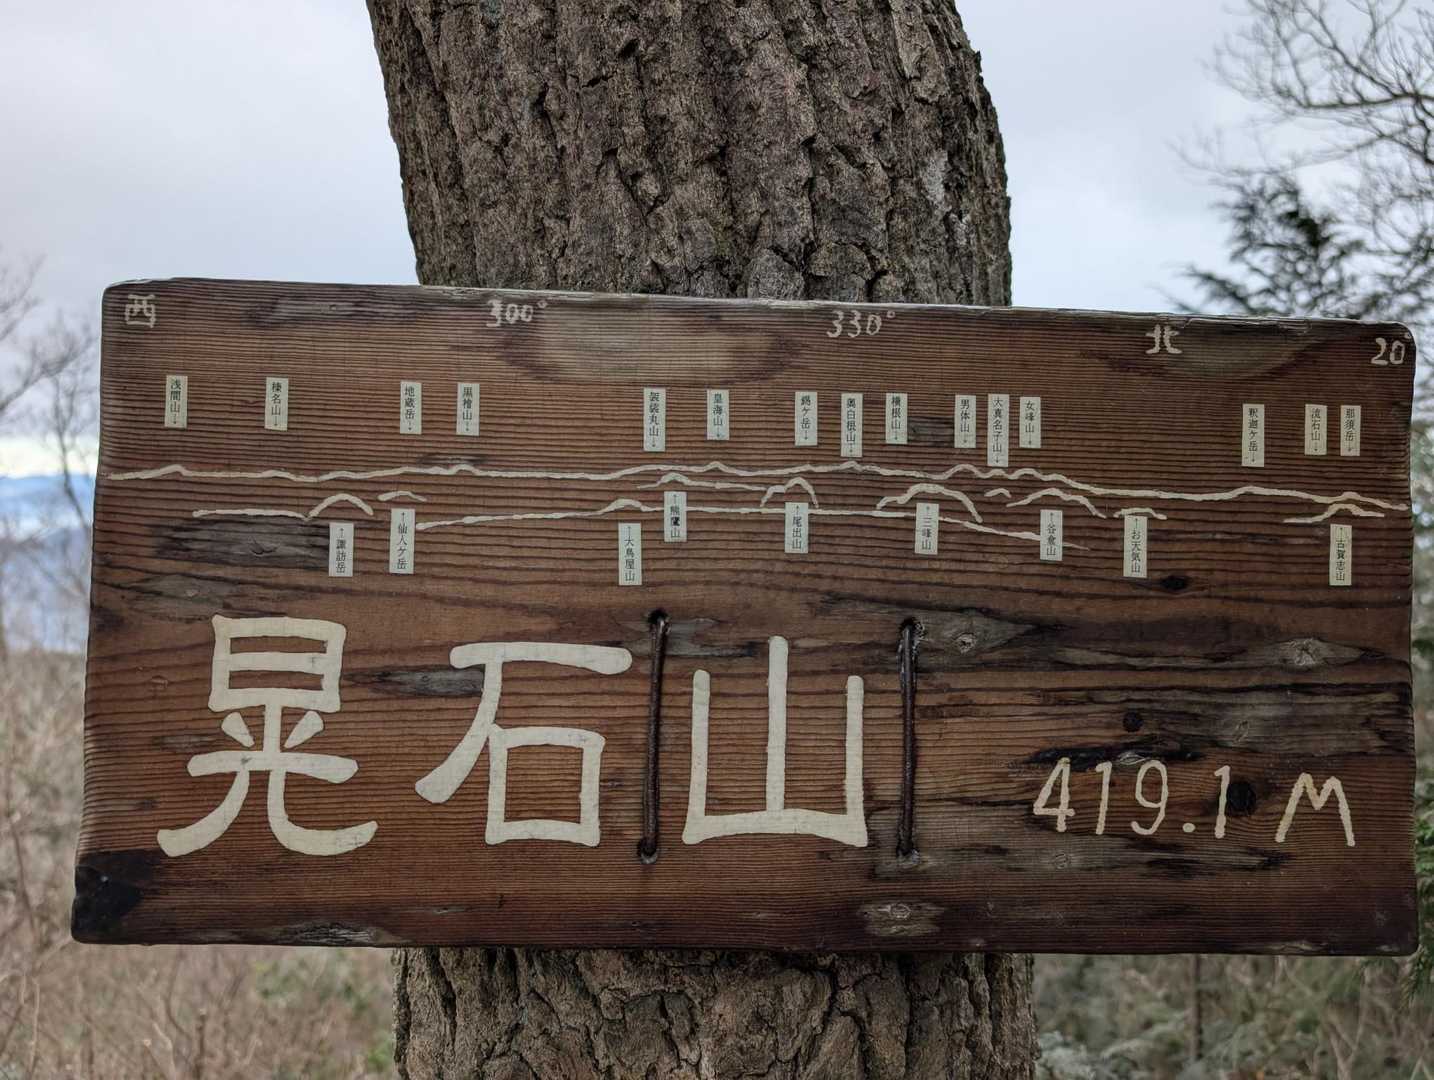 西 300° 330° 北 20°
浅間山→
榛名山→
地蔵岳→
黒檜山→
袈裟丸山→
皇海山→
錫ケ岳→
奥白根山→
横根山→
男体山→
大真名子山→
女峰山→
釈迦ケ岳→
流石山→
那須岳→
←諏訪岳
←仙人ケ岳
←大鳥屋山
←熊鷹山
←尾出山
←三峰山
←谷倉山
←お天気山
←古賀志山
晃石山 419.1M